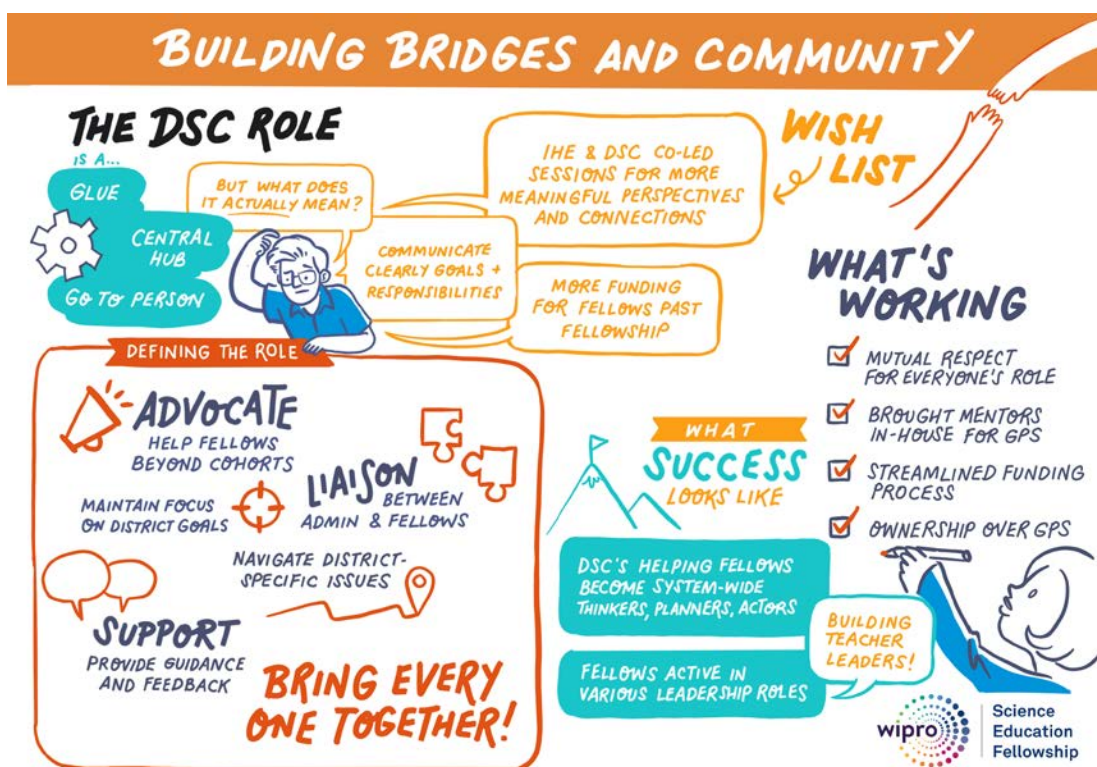 BUILDING BRIDGES AND COMMUNITY
THE DSC ROLE
IS A...
GLUE
CENTRAL
HUB
GO TO PERSON
BUT WHAT DOES
IT ACTUALLY MEAN?
COMMUNICATE
CLEARLY GOALS +
RESPONSIBILITIES
WISH
LIST
IHE & DSC CO-LED
SESSIONS FOR MORE
MEANINGFUL PERSPECTIVES
AND CONNECTIONS
MORE FUNDING
FOR FELLOWS PAST
FELLOWSHIP
DEFINING THE ROLE
ADVOCATE
HELP FELLOWS
BEYOND COHORTS
MAINTAIN FOCUS
ON DISTRICT GOALS
LIAISON
BETWEEN
ADMIN & FELLOWS
NAVIGATE DISTRICT-
SPECIFIC ISSUES
SUPPORT
PROVIDE GUIDANCE
AND FEEDBACK
BRING EVERY
ONE TOGETHER!
WHAT
SUCCESS
LOOKS LIKE
DSC'S HELPING FELLOWS
BECOME SYSTEM-WIDE
THINKERS, PLANNERS, ACTORS
FELLOWS ACTIVE IN
VARIOUS LEADERSHIP ROLES
BUILDING
TEACHER
LEADERS!
WHAT'S
WORKING
MUTUAL RESPECT
FOR EVERYONE'S ROLE
BROUGHT MENTORS
IN-HOUSE FOR GPS
STREAMLINED FUNDING
PROCESS
OWNERSHIP OVER GPS
wipro
Science
Education
Fellowship